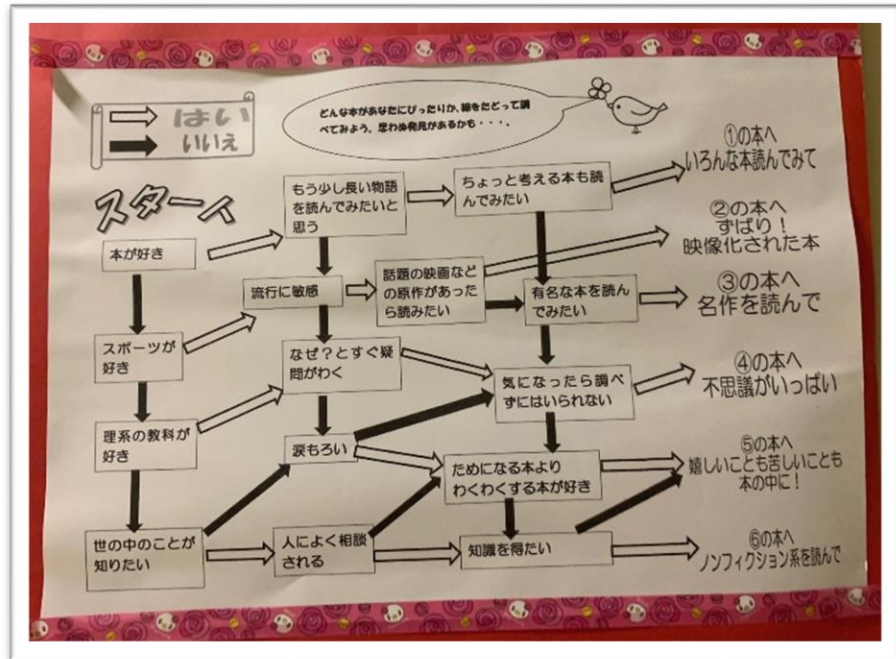 はい
いいえ
どんな本があなたにぴったりか、線をたどって調
べてみよう。思わぬ発見があるかも・・・。
スタート
本が好き
もう少し長い物語
を読んでみたいと
思う
ちょっと考える本も読
んでみたい
①の本へ
いろんな本読んでみて
流行に敏感
話題の映画など
の原作があった
ら読みたい
②の本へ
ずばり！
映像化された本
有名な本を読ん
でみたい
③の本へ
名作を読んで
スポーツが
好き
なぜ？とすぐ疑
問がわく
気になったら調べ
ずにはいられない
④の本へ
不思議がいっぱい
理系の教科が
好き
涙もろい
ためになる本より
わくわくする本が好き
⑤の本へ
嬉しいことも苦しいことも
本の中に！
世の中のことが
知りたい
人によく相談
される
知識を得たい
⑥の本へ
ノンフィクション系を読んで